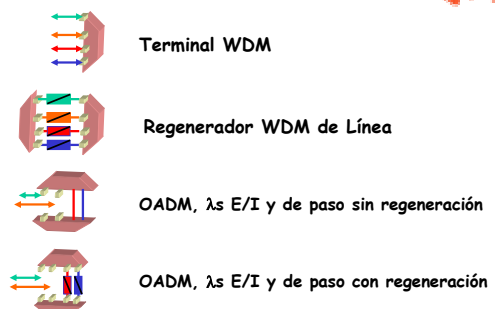 Terminal WDM
Regenerador WDM de Línea
OADM, λs E/I y de paso sin regeneración
OADM, λs E/I y de paso con regeneración